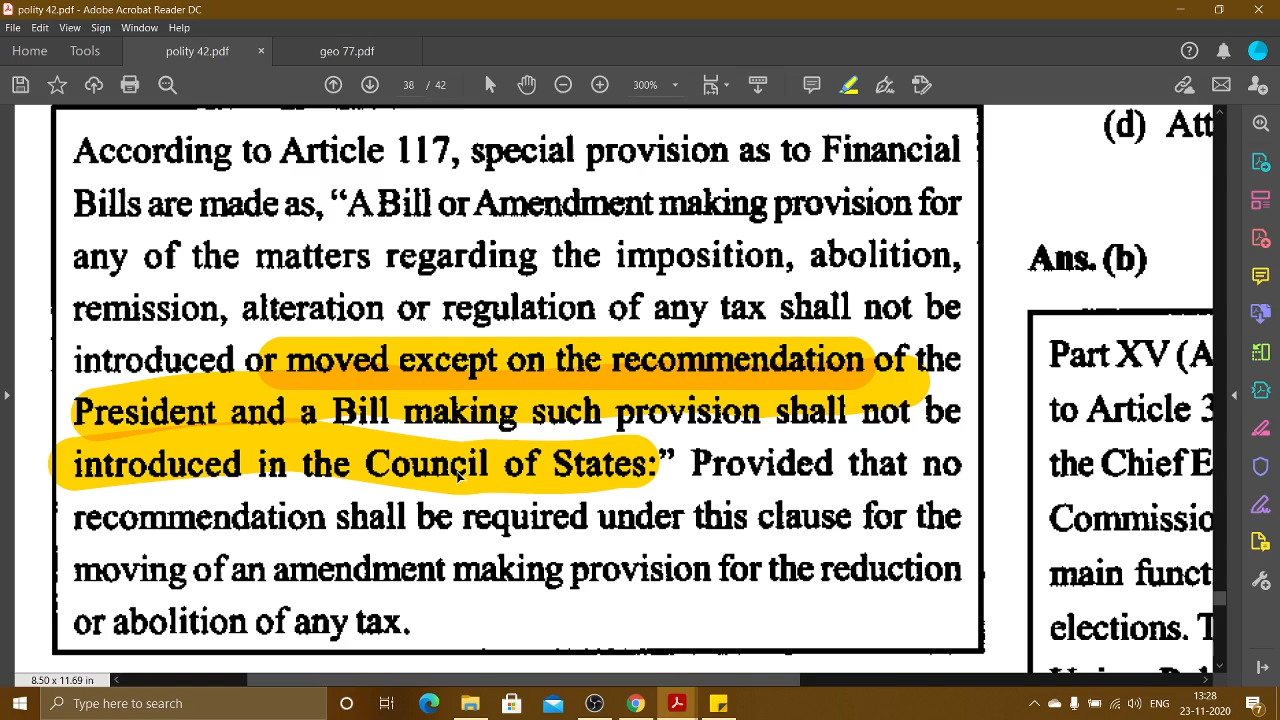 polity 42.pdf - Adobe Acrobat Reader DC
File Edit View Sign Window Help
Home Tools polity 42.pdf × geo 77.pdf
38 / 42 300%
According to Article 117, special provision as to Financial
Bills are made as, “A Bill or Amendment making provision for
any of the matters regarding the imposition, abolition,
remission, alteration or regulation of any tax shall not be
introduced or moved except on the recommendation of the
President and a Bill making such provision shall not be
introduced in the Council of States:” Provided that no
recommendation shall be required under this clause for the
moving of an amendment making provision for the reduction
or abolition of any tax.
(d) Att
Ans. (b)
Part XV (A
to Article 3
the Chief E
Commissio
main funct
elections. T
8.50 x 11.69 in
Type here to search
ENG 13:28
23-11-2020
7